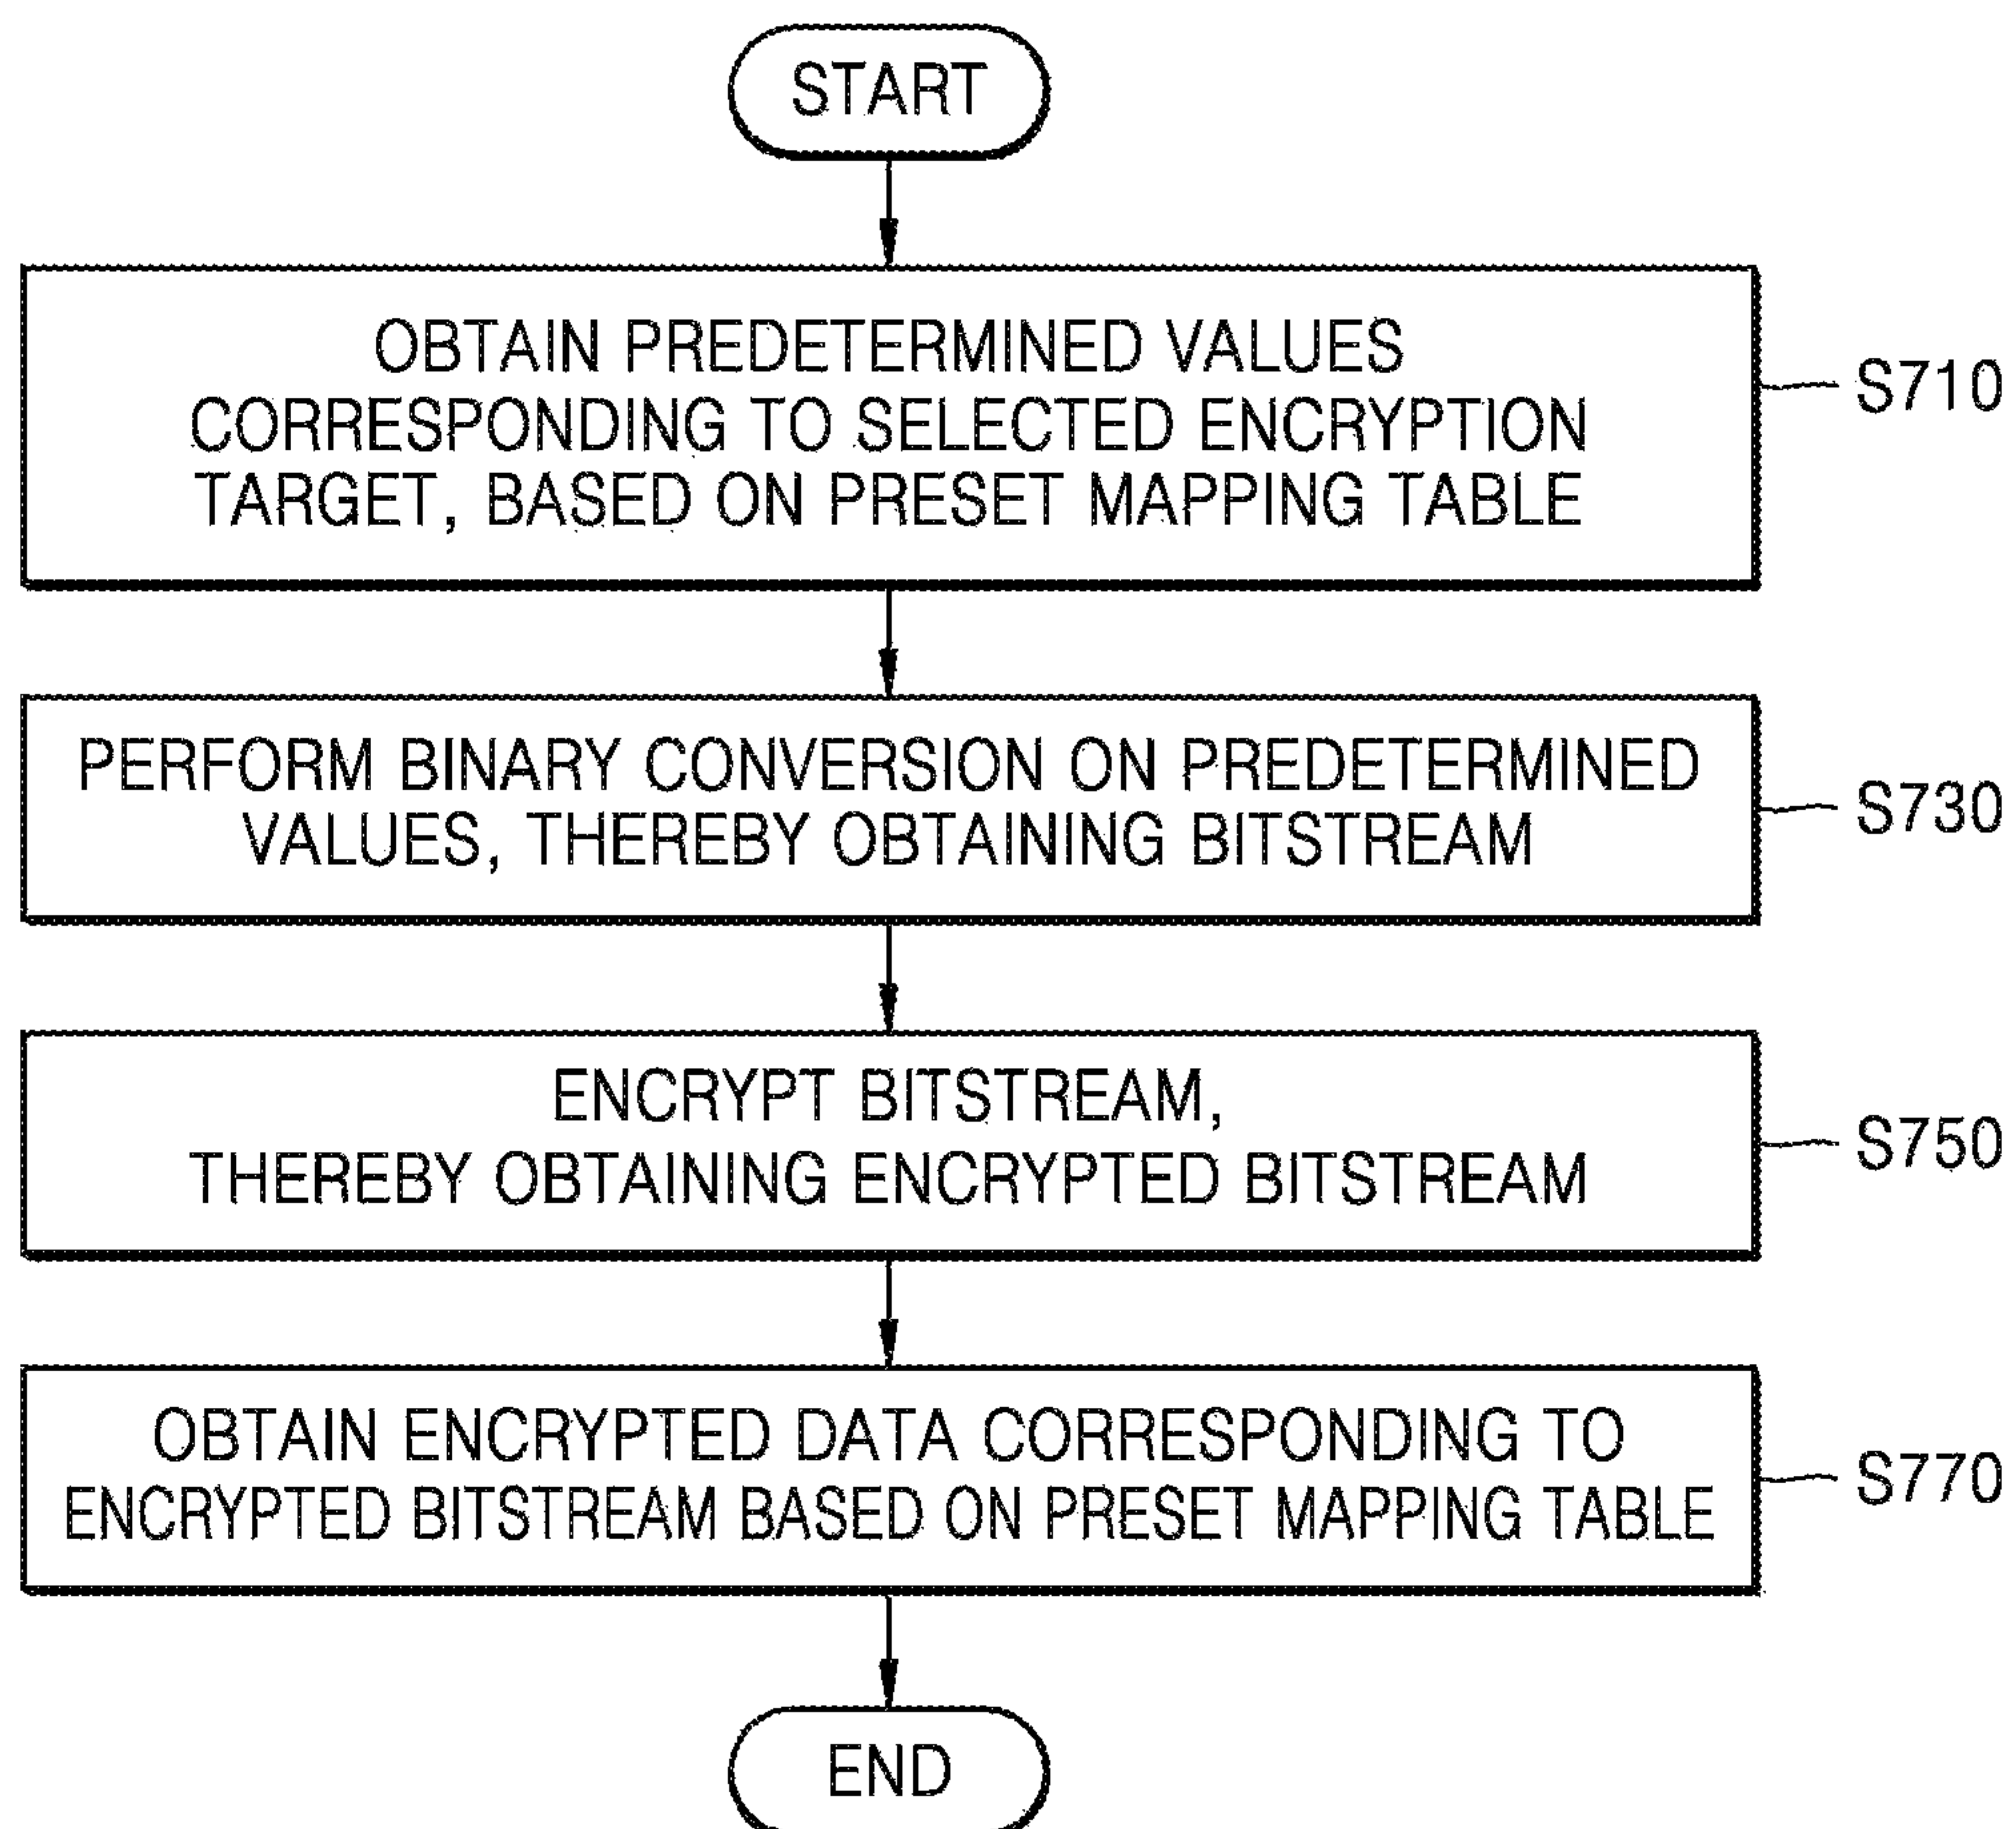 START
OBTAIN PREDETERMINED VALUES
CORRESPONDING TO SELECTED ENCRYPTION
TARGET, BASED ON PRESET MAPPING TABLE
S710
PERFORM BINARY CONVERSION ON PREDETERMINED
VALUES, THEREBY OBTAINING BITSTREAM
S730
ENCRYPT BITSTREAM,
THEREBY OBTAINING ENCRYPTED BITSTREAM
S750
OBTAIN ENCRYPTED DATA CORRESPONDING TO
ENCRYPTED BITSTREAM BASED ON PRESET MAPPING TABLE
S770
END